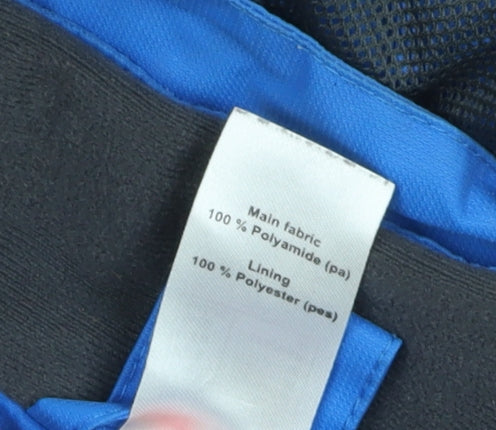 Main fabric
100 % Polyamide (pa)
Lining
100 % Polyester (pes)